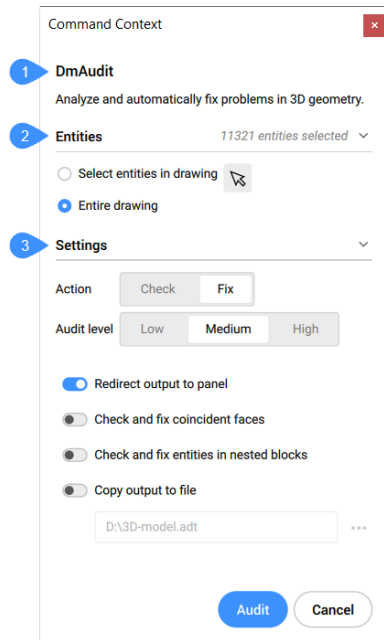 Command Context
×
1 DmAudit
Analyze and automatically fix problems in 3D geometry.
2 Entities 11321 entities selected
Select entities in drawing
Entire drawing
3 Settings
Action Check Fix
Audit level Low Medium High
Redirect output to panel
Check and fix coincident faces
Check and fix entities in nested blocks
Copy output to file
D:\3D-model.adt ...
Audit Cancel